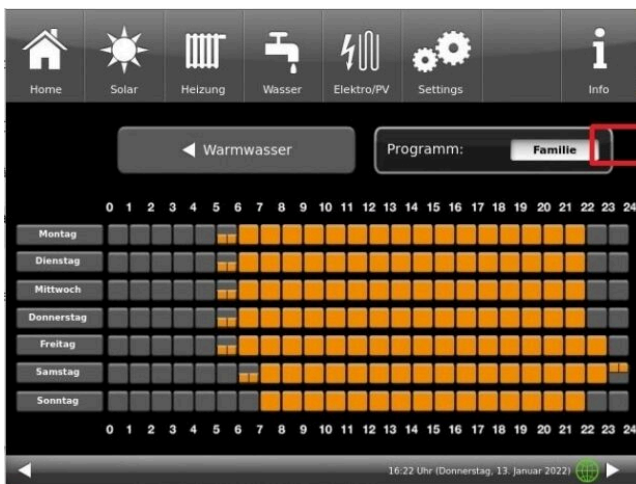 Home Solar Heizung Wasser Elektro/PV Settings Info
Warmwasser Programm: Familie
0 1 2 3 4 5 6 7 8 9 10 11 12 13 14 15 16 17 18 19 20 21 22 23 24
Montag
Dienstag
Mittwoch
Donnerstag
Freitag
Samstag
Sonntag
0 1 2 3 4 5 6 7 8 9 10 11 12 13 14 15 16 17 18 19 20 21 22 23 24
16:22 Uhr (Donnerstag, 13. Januar 2022)